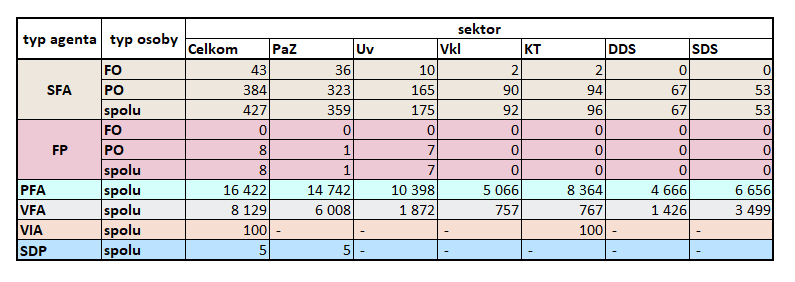 typ agenta typ osoby sektor
Celkom PaZ Uv Vkl KT DDS SDS
SFA FO 43 36 10 2 2 0 0
PO 384 323 165 90 94 67 53
spolu 427 359 175 92 96 67 53
FP FO 0 0 0 0 0 0 0
PO 8 1 7 0 0 0 0
spolu 8 1 7 0 0 0 0
PFA spolu 16 422 14 742 10 398 5 066 8 364 4 666 6 656
VFA spolu 8 129 6 008 1 872 757 767 1 426 3 499
VIA spolu 100 - - - 100 - -
SDP spolu 5 5 - - - - -